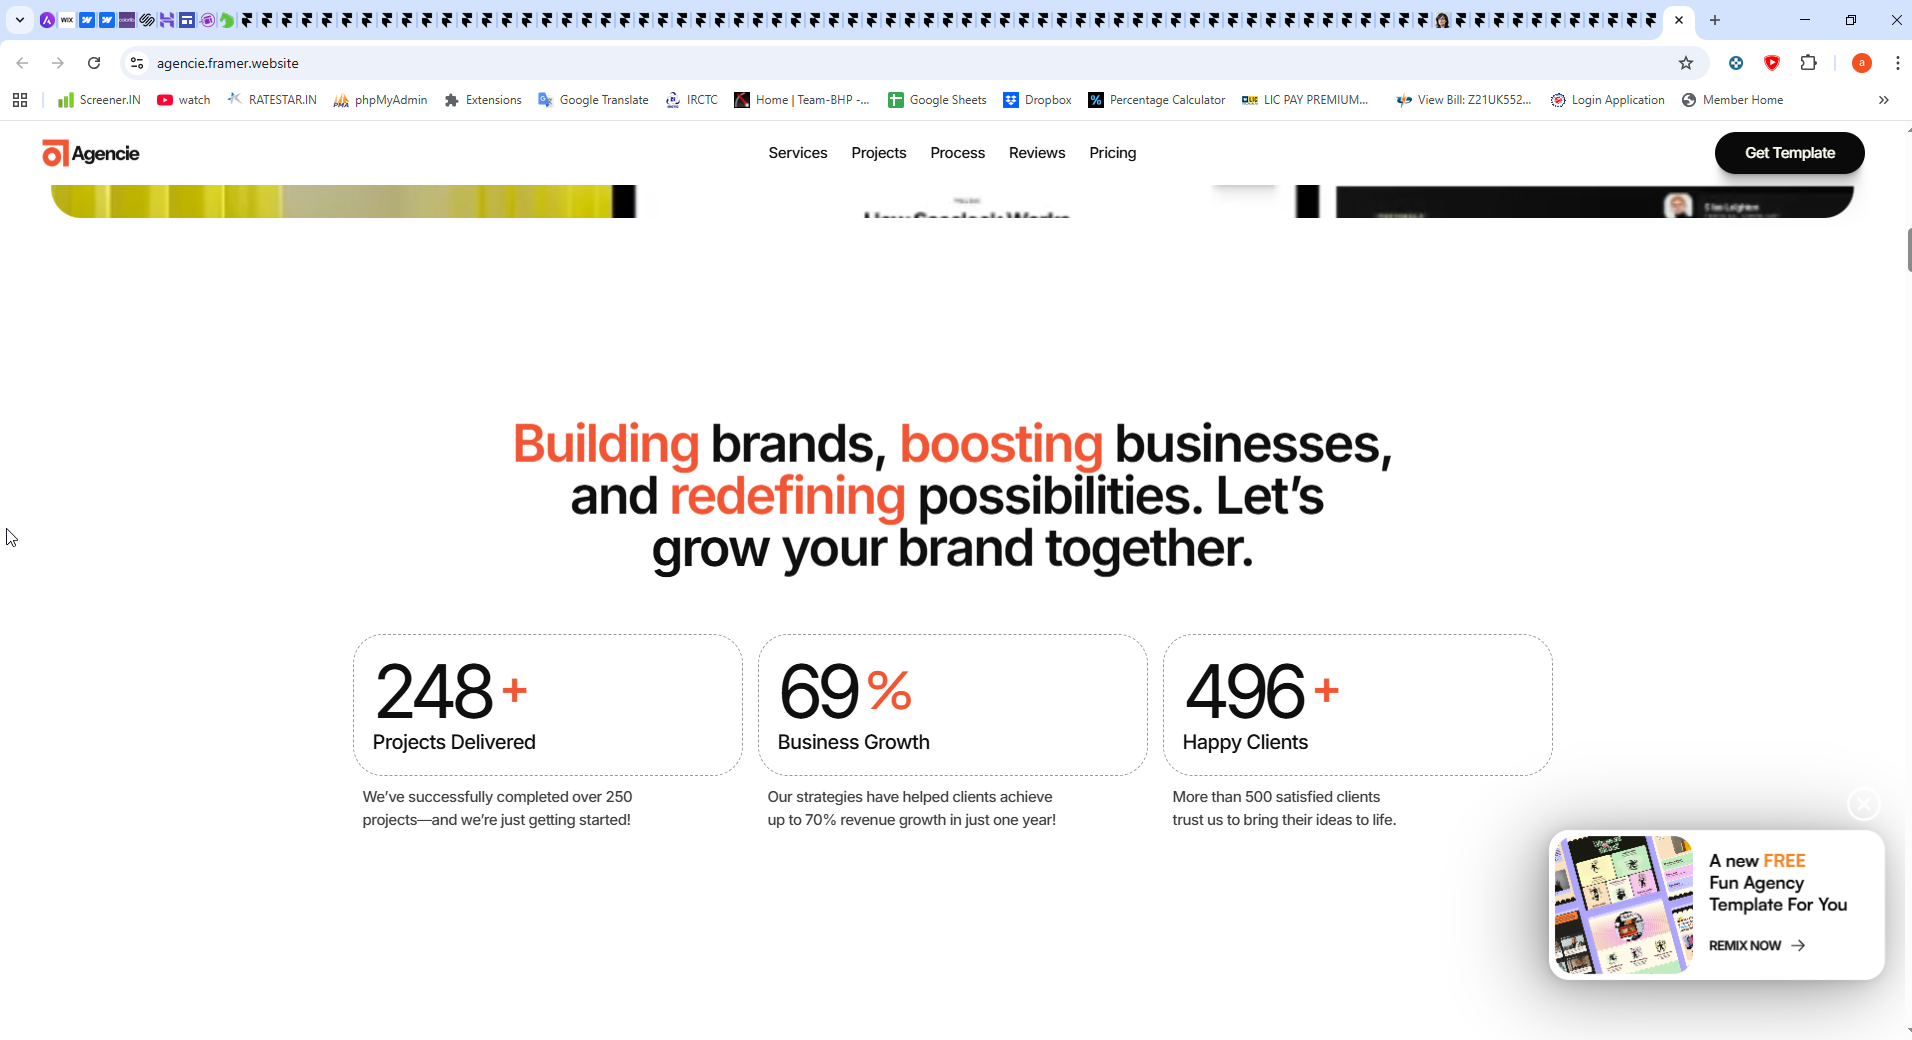 agencie.framer.website
a
Screener.IN
watch
RATESTAR.IN
phpMyAdmin
Extensions
Google Translate
IRCTC
Home | Team-BHP -...
Google Sheets
Dropbox
Percentage Calculator
LIC PAY PREMIUM...
View Bill: Z21UK552...
Login Application
Member Home
Agencie
Services Projects Process Reviews Pricing
Get Template
Building brands, boosting businesses,
and redefining possibilities. Let’s
grow your brand together.
248+
Projects Delivered
We’ve successfully completed over 250
projects—and we’re just getting started!
69%
Business Growth
Our strategies have helped clients achieve
up to 70% revenue growth in just one year!
496+
Happy Clients
More than 500 satisfied clients
trust us to bring their ideas to life.
A new FREE
Fun Agency
Template For You
REMIX NOW